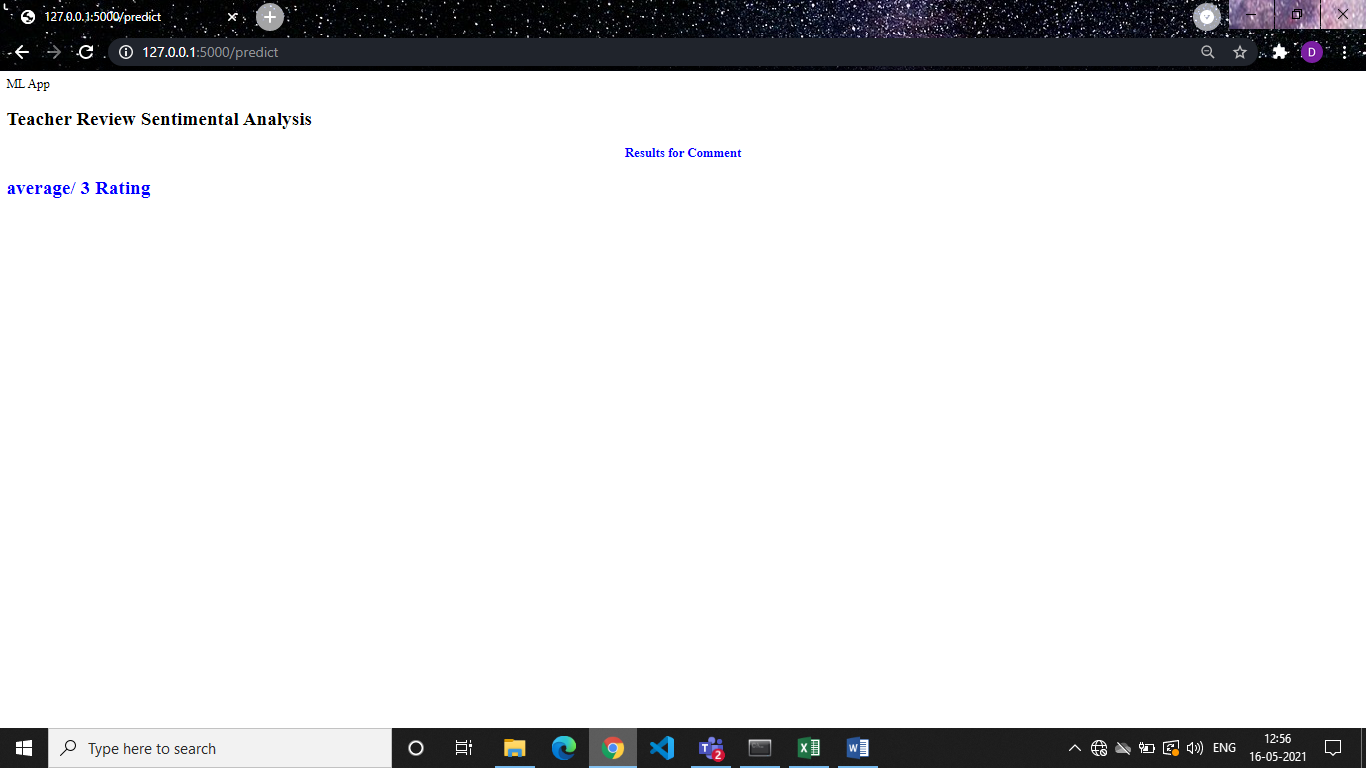 127.0.0.1:5000/predict
127.0.0.1:5000/predict
D
ML App
Teacher Review Sentimental Analysis
Results for Comment
average/ 3 Rating
Type here to search
2
ENG
12:56
16-05-2021